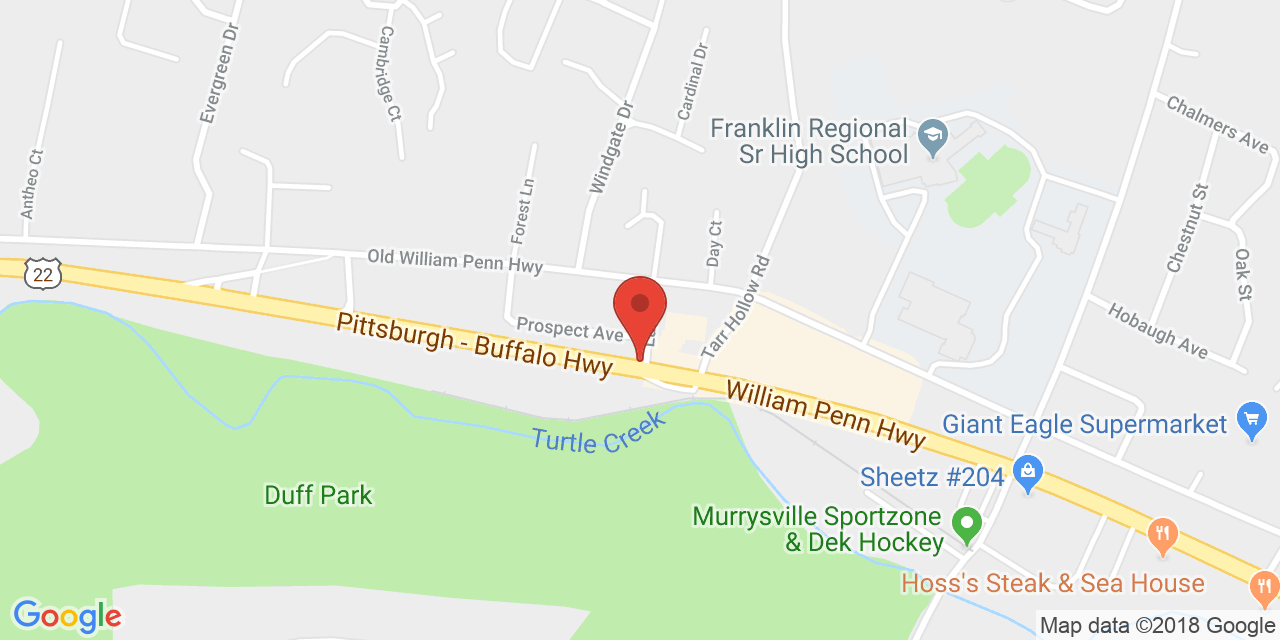 Evergreen Dr
Cambridge Ct
Cardinal Dr
Windgate Dr
Antheo Ct
Forest Ln
Day Ct
Franklin Regional
Sr High School
Chalmers Ave
Chestnut St
Oak St
Hobaugh Ave
22
Old William Penn Hwy
Prospect Ave
Tarr Hollow Rd
Pittsburgh - Buffalo Hwy
William Penn Hwy
Turtle Creek
Giant Eagle Supermarket
Sheetz #204
Duff Park
Murrysville Sportzone
& Dek Hockey
Hoss's Steak & Sea House
Google
Map data ©2018 Google